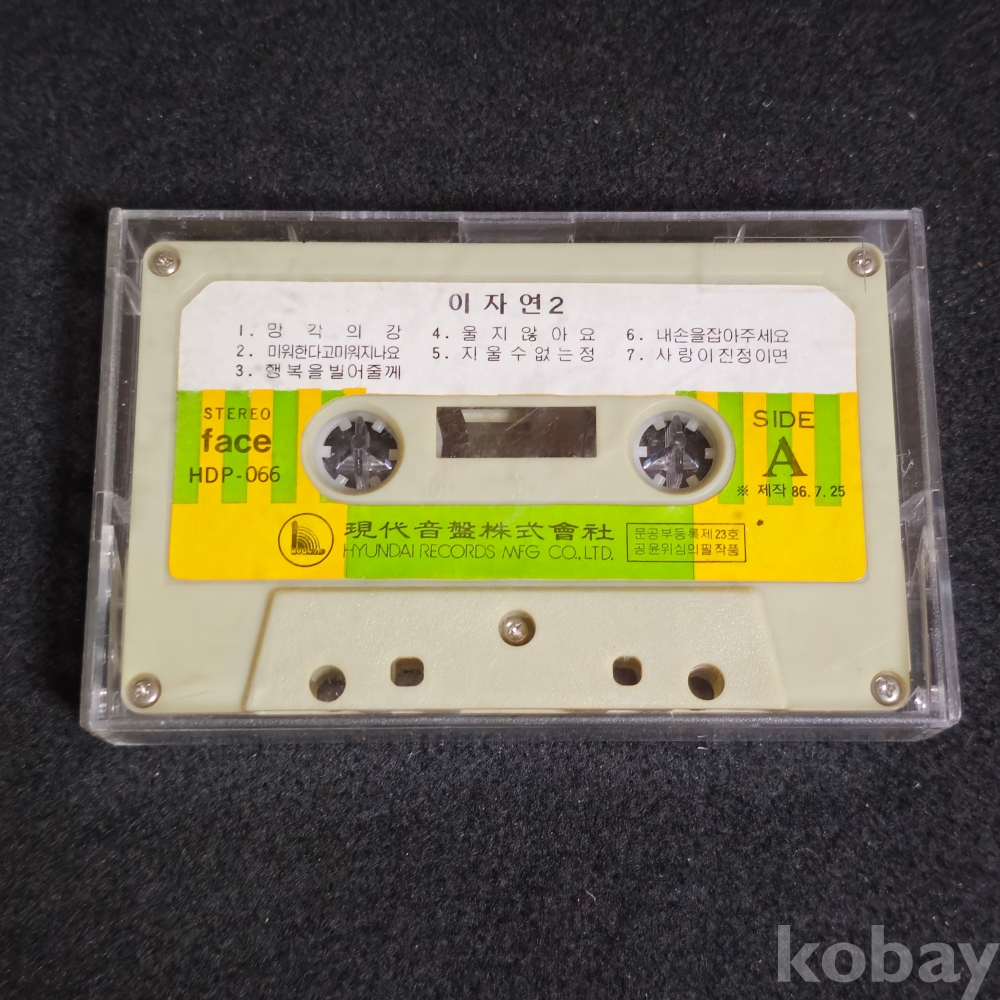 이 자 연 2
1. 망 각 의 강
2. 미워한다고미워지나요
3. 행복을빌어줄께
4. 울 지 않 아 요
5. 지 울 수 없 는 정
6. 내손을잡아주세요
7. 사 랑 이 진 정 이 면
STEREO
face
HDP-066
SIDE
A
※ 제작 86.7.25
現代音盤株式會社
HYUNDAI RECORDS MFG CO., LTD.
문공부등록제23호
공윤위심의필작품
kobay